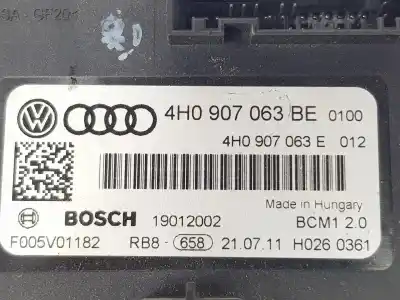 4H0 907 063 BE 0100
4H0 907 063 E 012
Made in Hungary
BOSCH 19012002 BCM1 2.0
F005V01182 RB8- 658 21.07.11 H026 0361